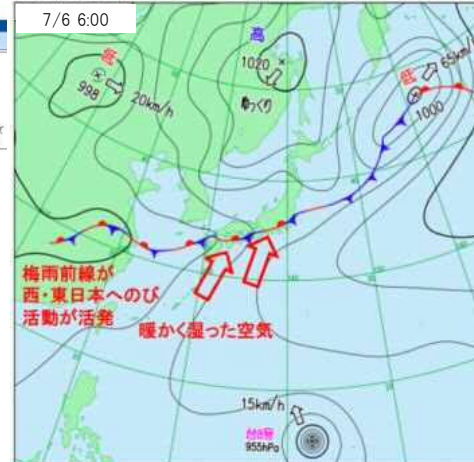 7/6 6:00
高
1020
ゆっくり
低
998
20km/h
低
65km/h
1000
梅雨前線が
西・東日本へのび
活動が活発
暖かく湿った空気
15km/h
台8号
955hPa